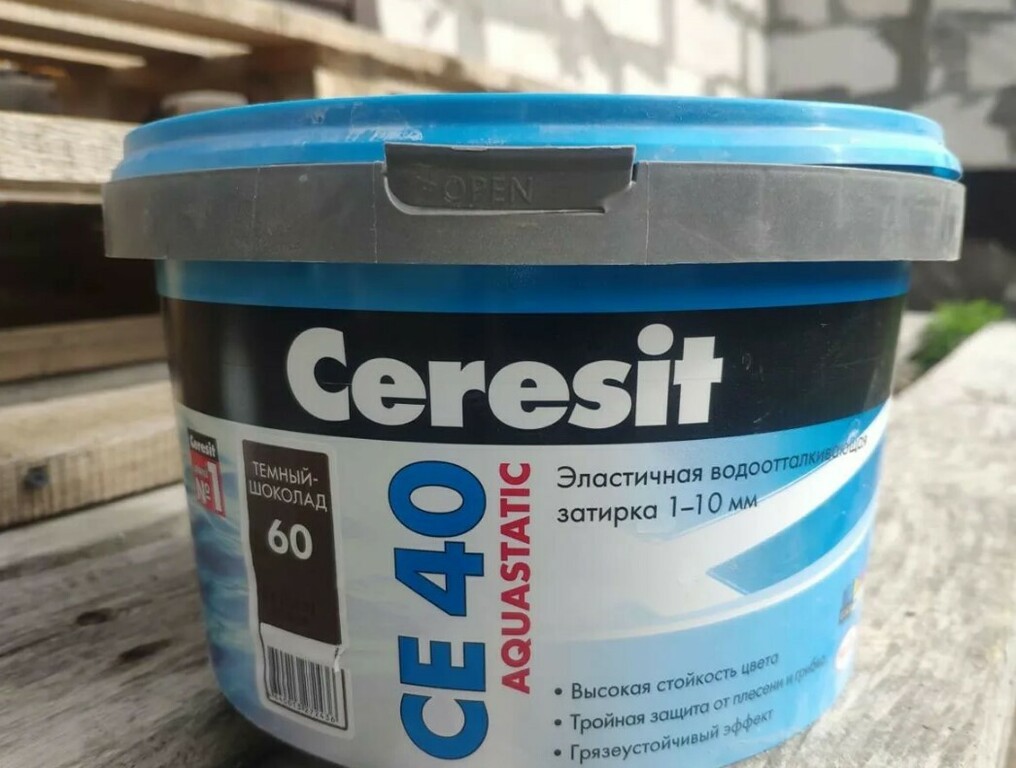 OPEN
Ceresit
Ceresit
№1
ТЕМНЫЙ-
ШОКОЛАД
60
CE 40
AQUASTATIC
Эластичная водоотталкивающая
затирка 1–10 мм
• Высокая стойкость цвета
• Тройная защита от плесени и грибка
• Грязеустойчивый эффект